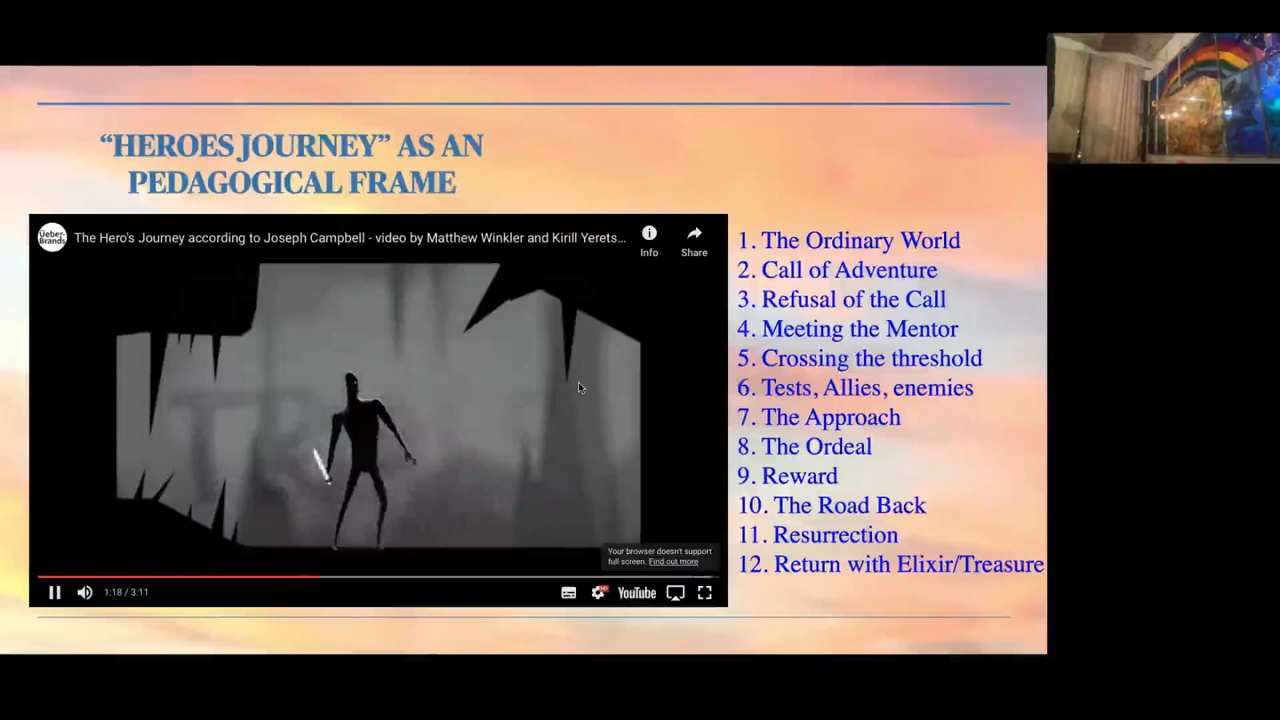 “HEROES JOURNEY” AS AN
PEDAGOGICAL FRAME
Ueber-
Brands
The Hero's Journey according to Joseph Campbell - video by Matthew Winkler and Kirill Yerets...
Info
Share
1. The Ordinary World
2. Call of Adventure
3. Refusal of the Call
4. Meeting the Mentor
5. Crossing the threshold
6. Tests, Allies, enemies
7. The Approach
8. The Ordeal
9. Reward
10. The Road Back
11. Resurrection
12. Return with Elixir/Treasure
Your browser doesn't support
full screen. Find out more
1:18 / 3:11
YouTube